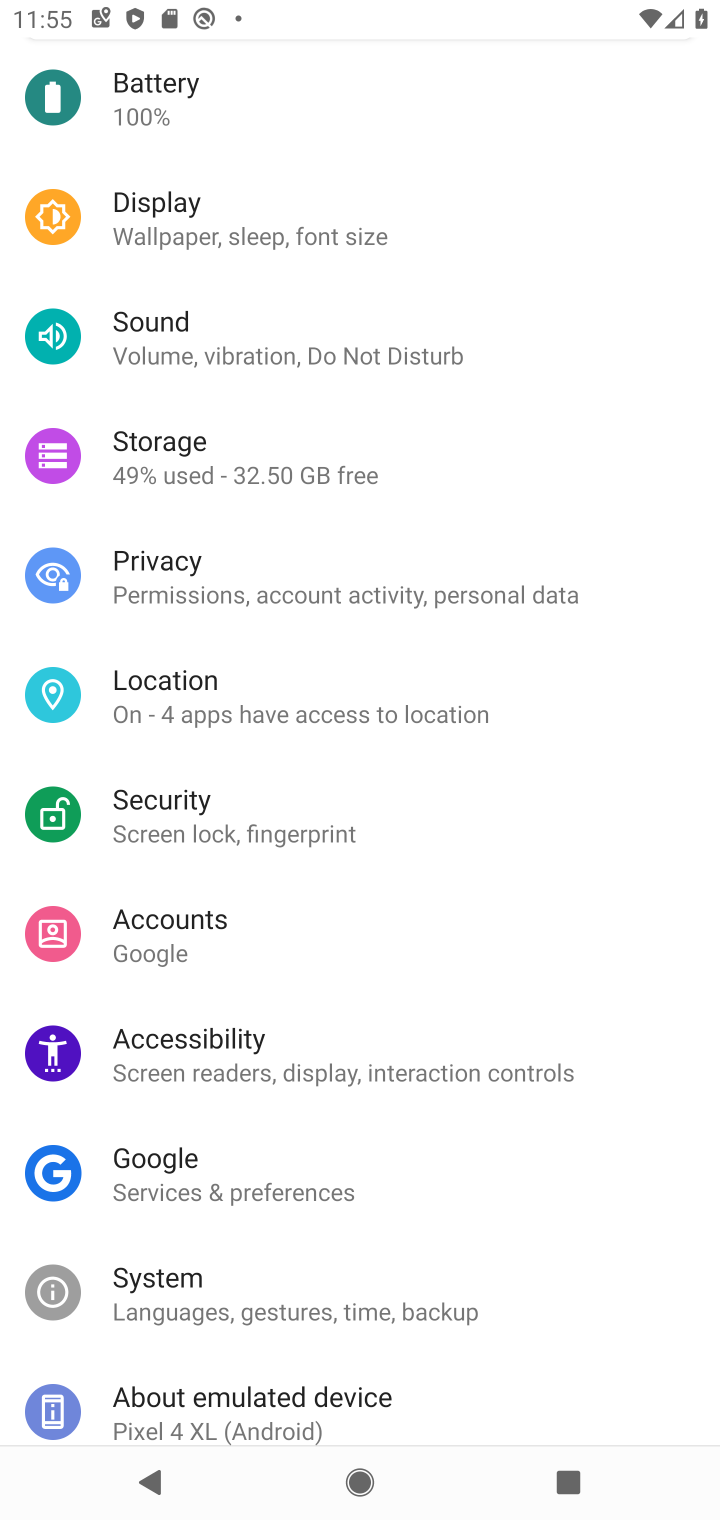 11:55
Battery
100%
Display
Wallpaper, sleep, font size
Sound
Volume, vibration, Do Not Disturb
Storage
49% used - 32.50 GB free
Privacy
Permissions, account activity, personal data
Location
On - 4 apps have access to location
Security
Screen lock, fingerprint
Accounts
Google
Accessibility
Screen readers, display, interaction controls
Google
Services & preferences
System
Languages, gestures, time, backup
About emulated device
Pixel 4 XL (Android)